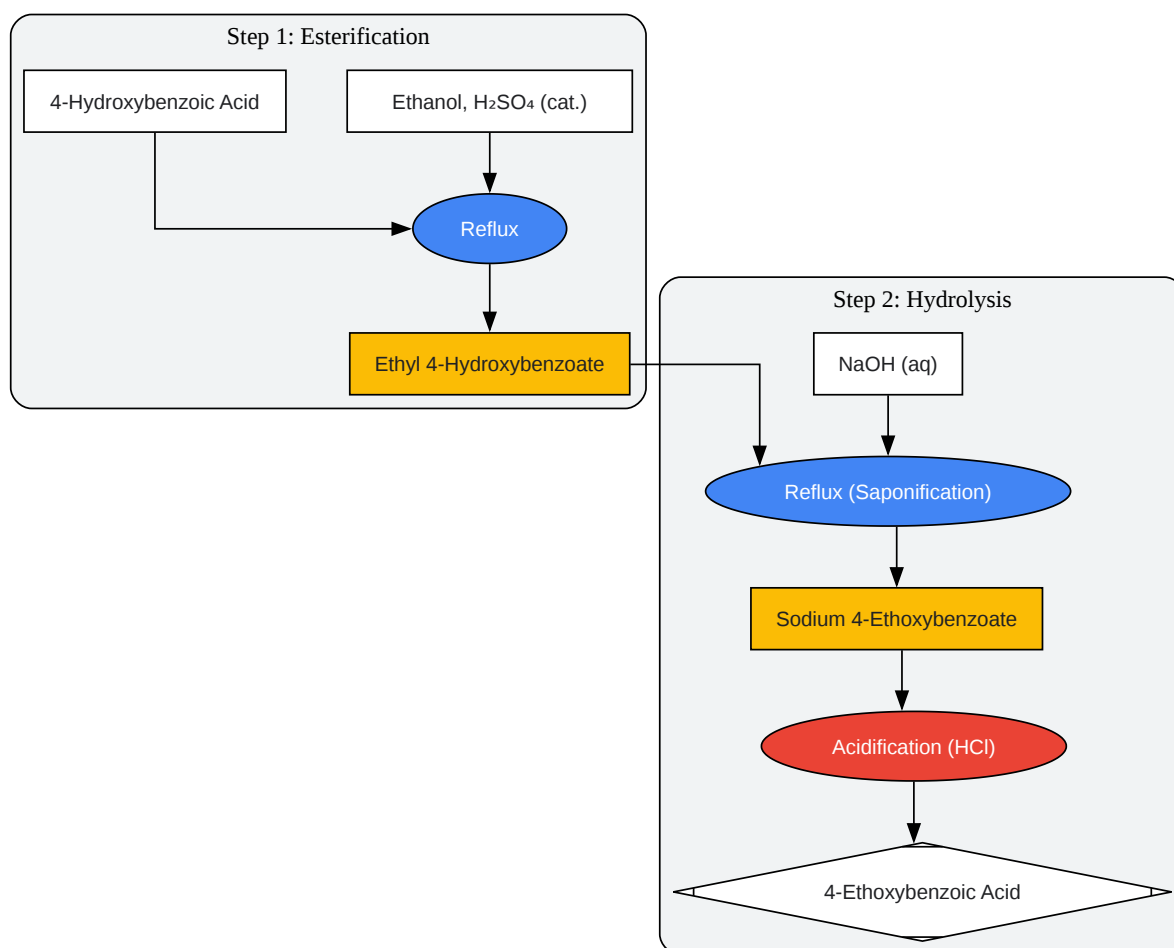 Step 1: Esterification
4-Hydroxybenzoic Acid
Ethanol, H₂SO₄ (cat.)
Reflux
Ethyl 4-Hydroxybenzoate
Step 2: Hydrolysis
NaOH (aq)
Reflux (Saponification)
Sodium 4-Ethoxybenzoate
Acidification (HCl)
4-Ethoxybenzoic Acid